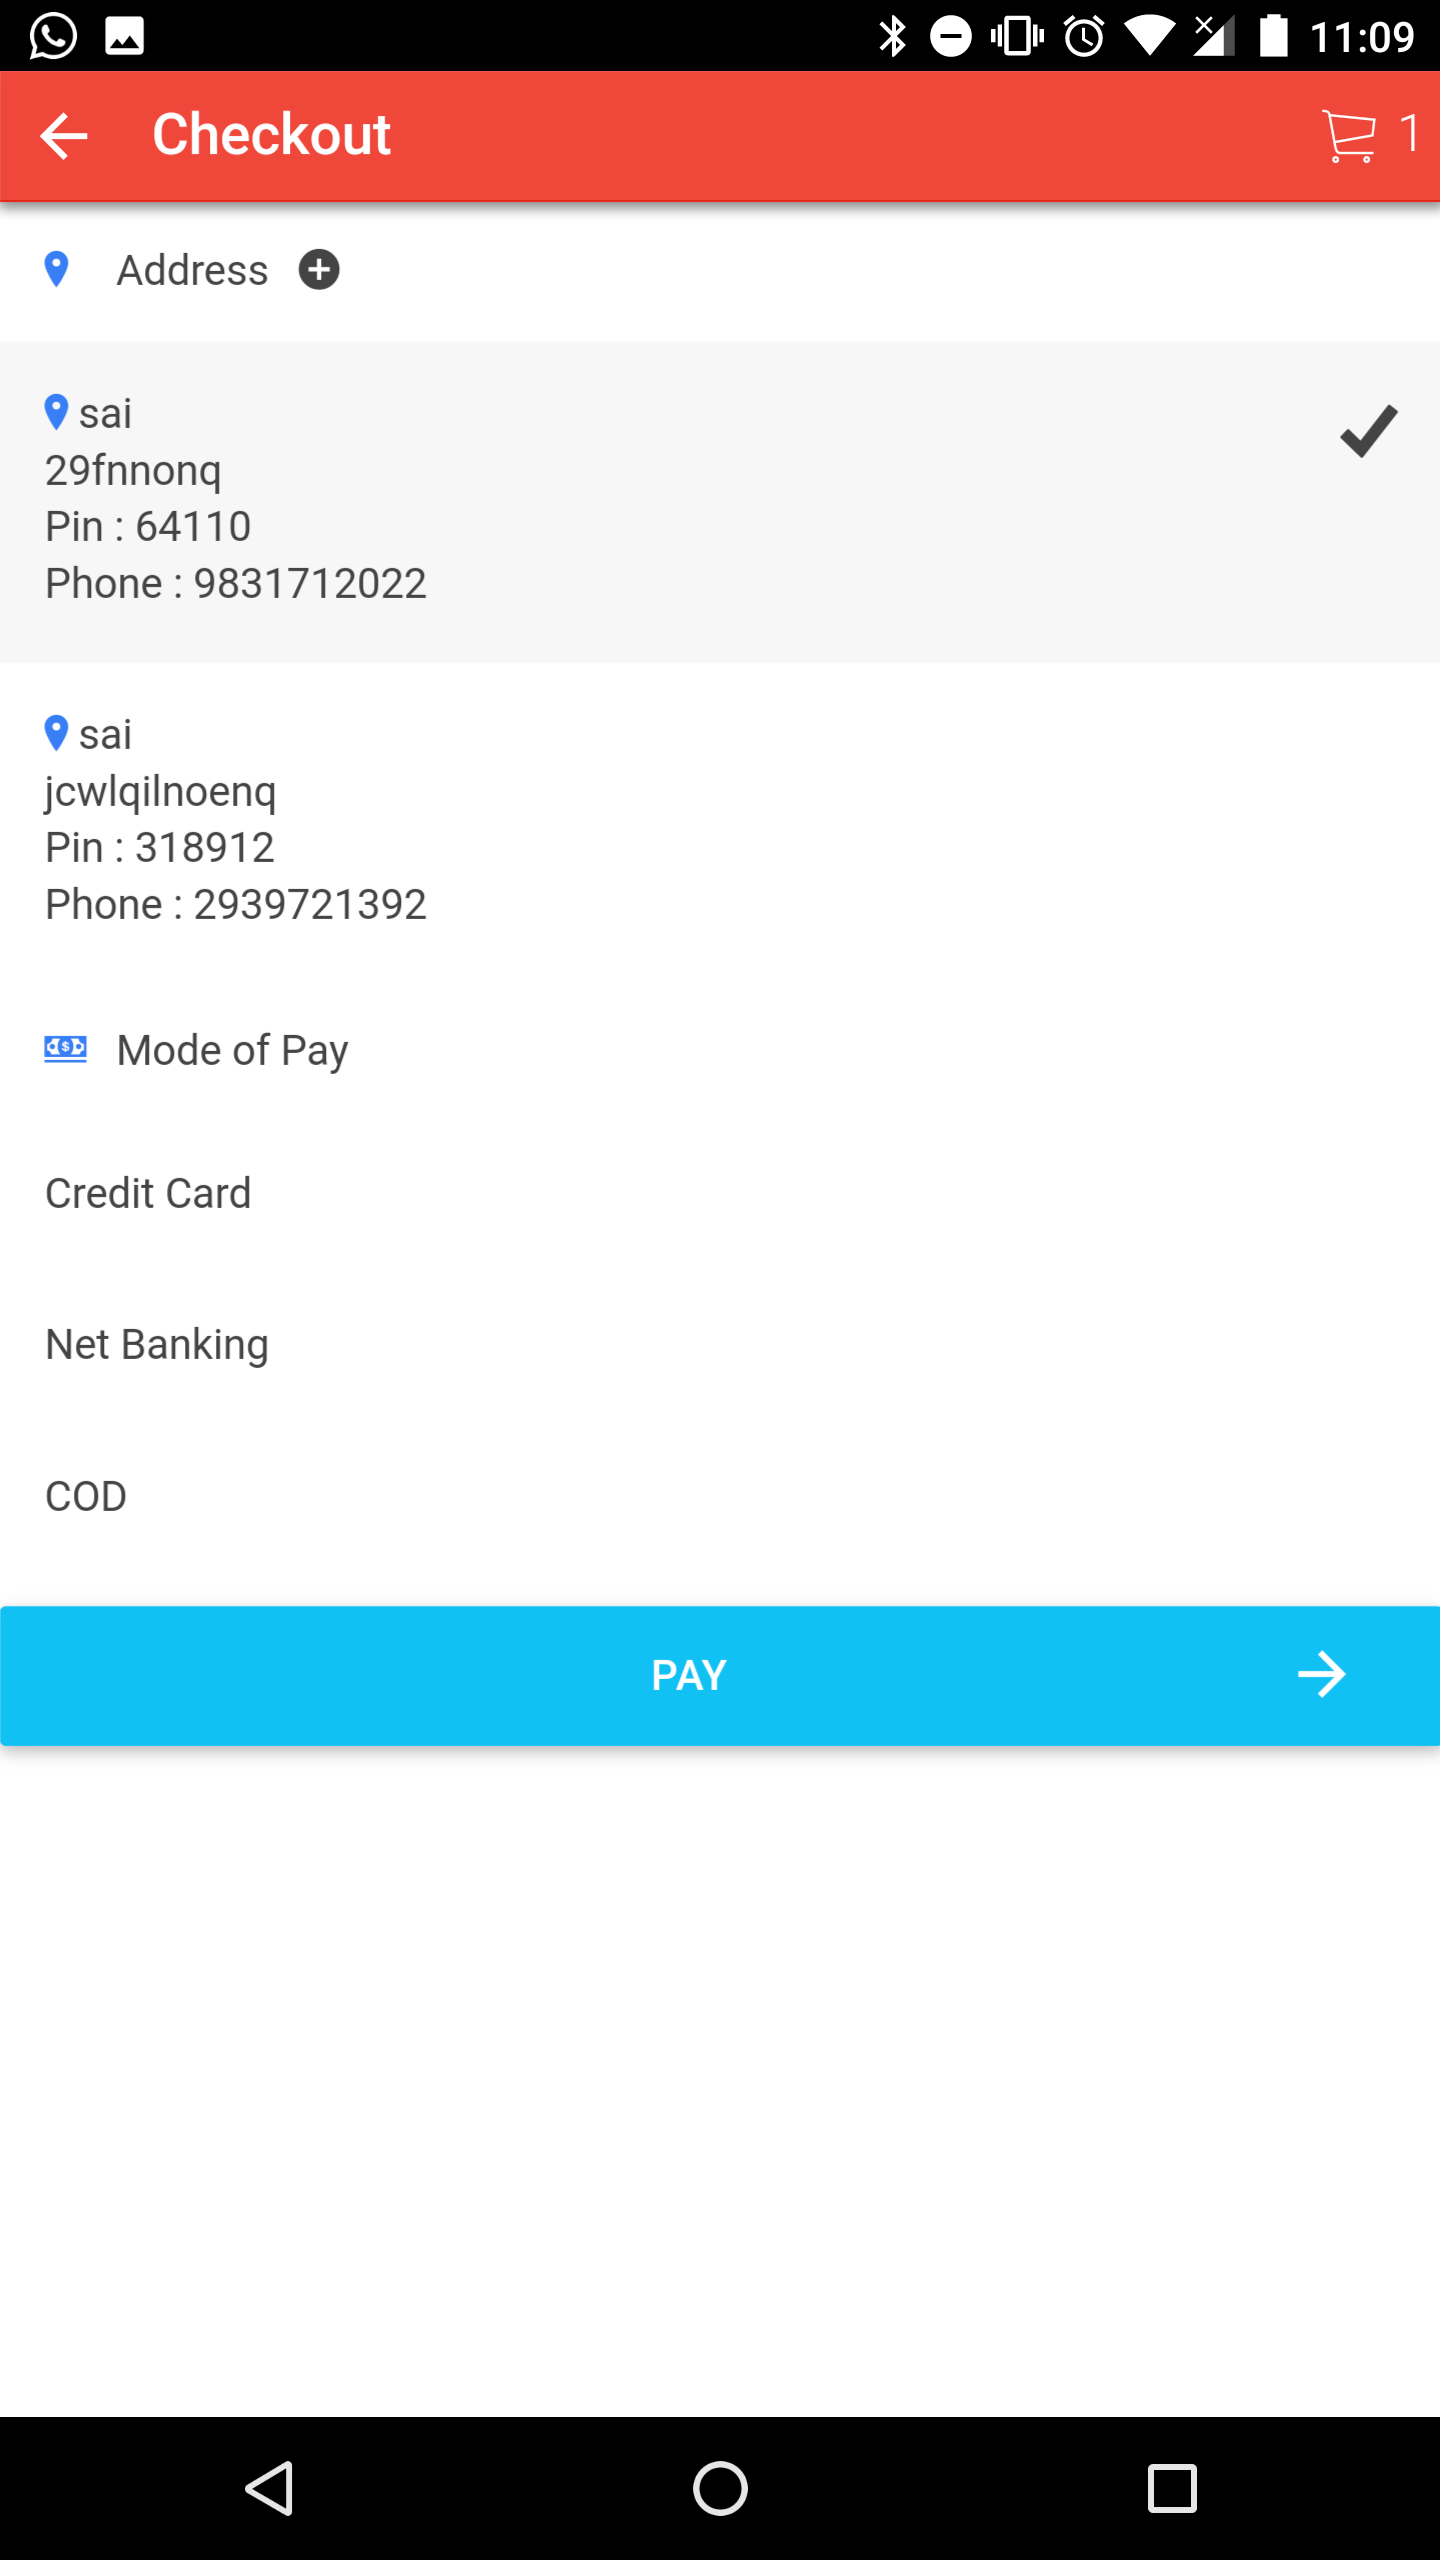 11:09
Checkout
1
Address
sai
29fnnonq
Pin : 64110
Phone : 9831712022
sai
jcwlqilnoenq
Pin : 318912
Phone : 2939721392
Mode of Pay
Credit Card
Net Banking
COD
PAY